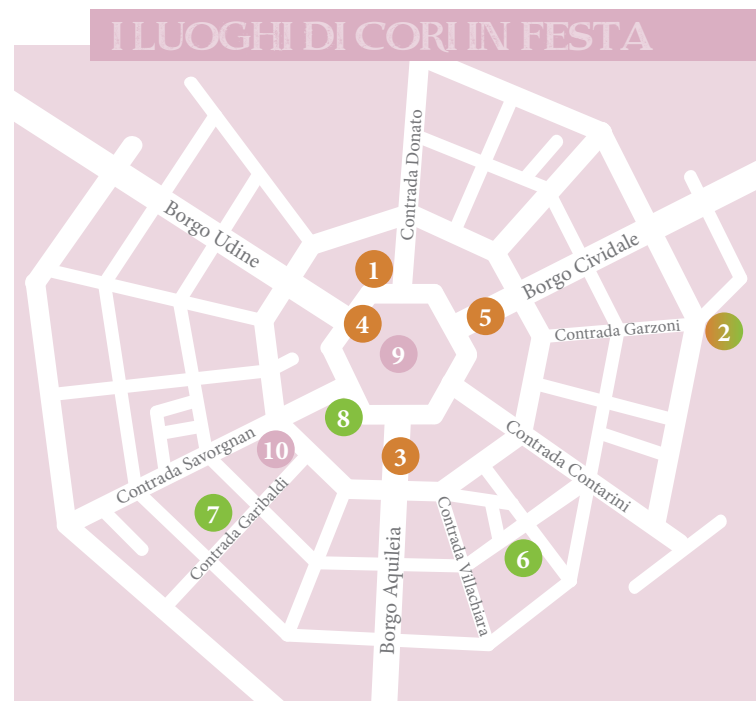 I LUOGHI DI CORI IN FESTA
Contrada Donato
Borgo Udine
Borgo Cividale
1
4
5
2
Contrada Garzoni
9
8
3
10
Contrada Savorgnan
Contrada Contarini
7
Contrada Garibaldi
Borgo Aquileia
Contrada Villachiara
6